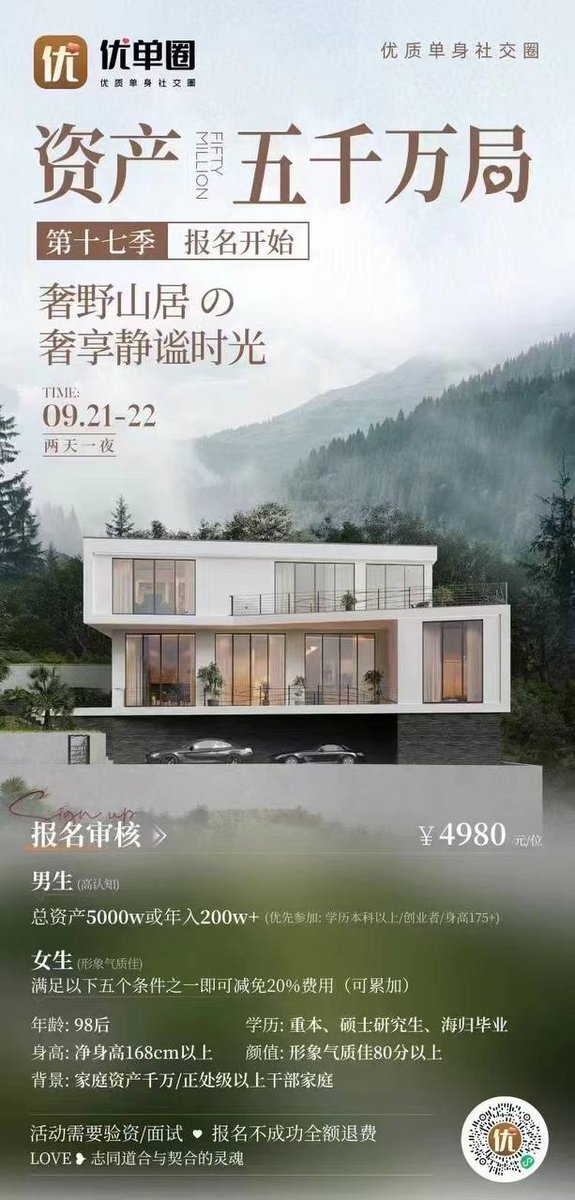 优
优单圈
优质单身社交圈
优质单身社交圈
资产 FIFTY MILLION 五千万局
第十七季 报名开始
奢野山居の
奢享静谧时光
TIME:
09.21-22
两天一夜
Sign up
报名审核 »
￥4980 元/位
男生(高认知)
总资产5000w或年入200w+ (优先参加: 学历本科以上/创业者/身高175+)
女生(形象气质佳)
满足以下五个条件之一即可减免20%费用（可累加）
年龄: 98后 学历: 重本、硕士研究生、海归毕业
身高: 净身高168cm以上 颜值: 形象气质佳80分以上
背景: 家庭资产千万/正处级以上干部家庭
活动需要验资/面试 ♥ 报名不成功全额退费
LOVE ❥ 志同道合与契合的灵魂
优